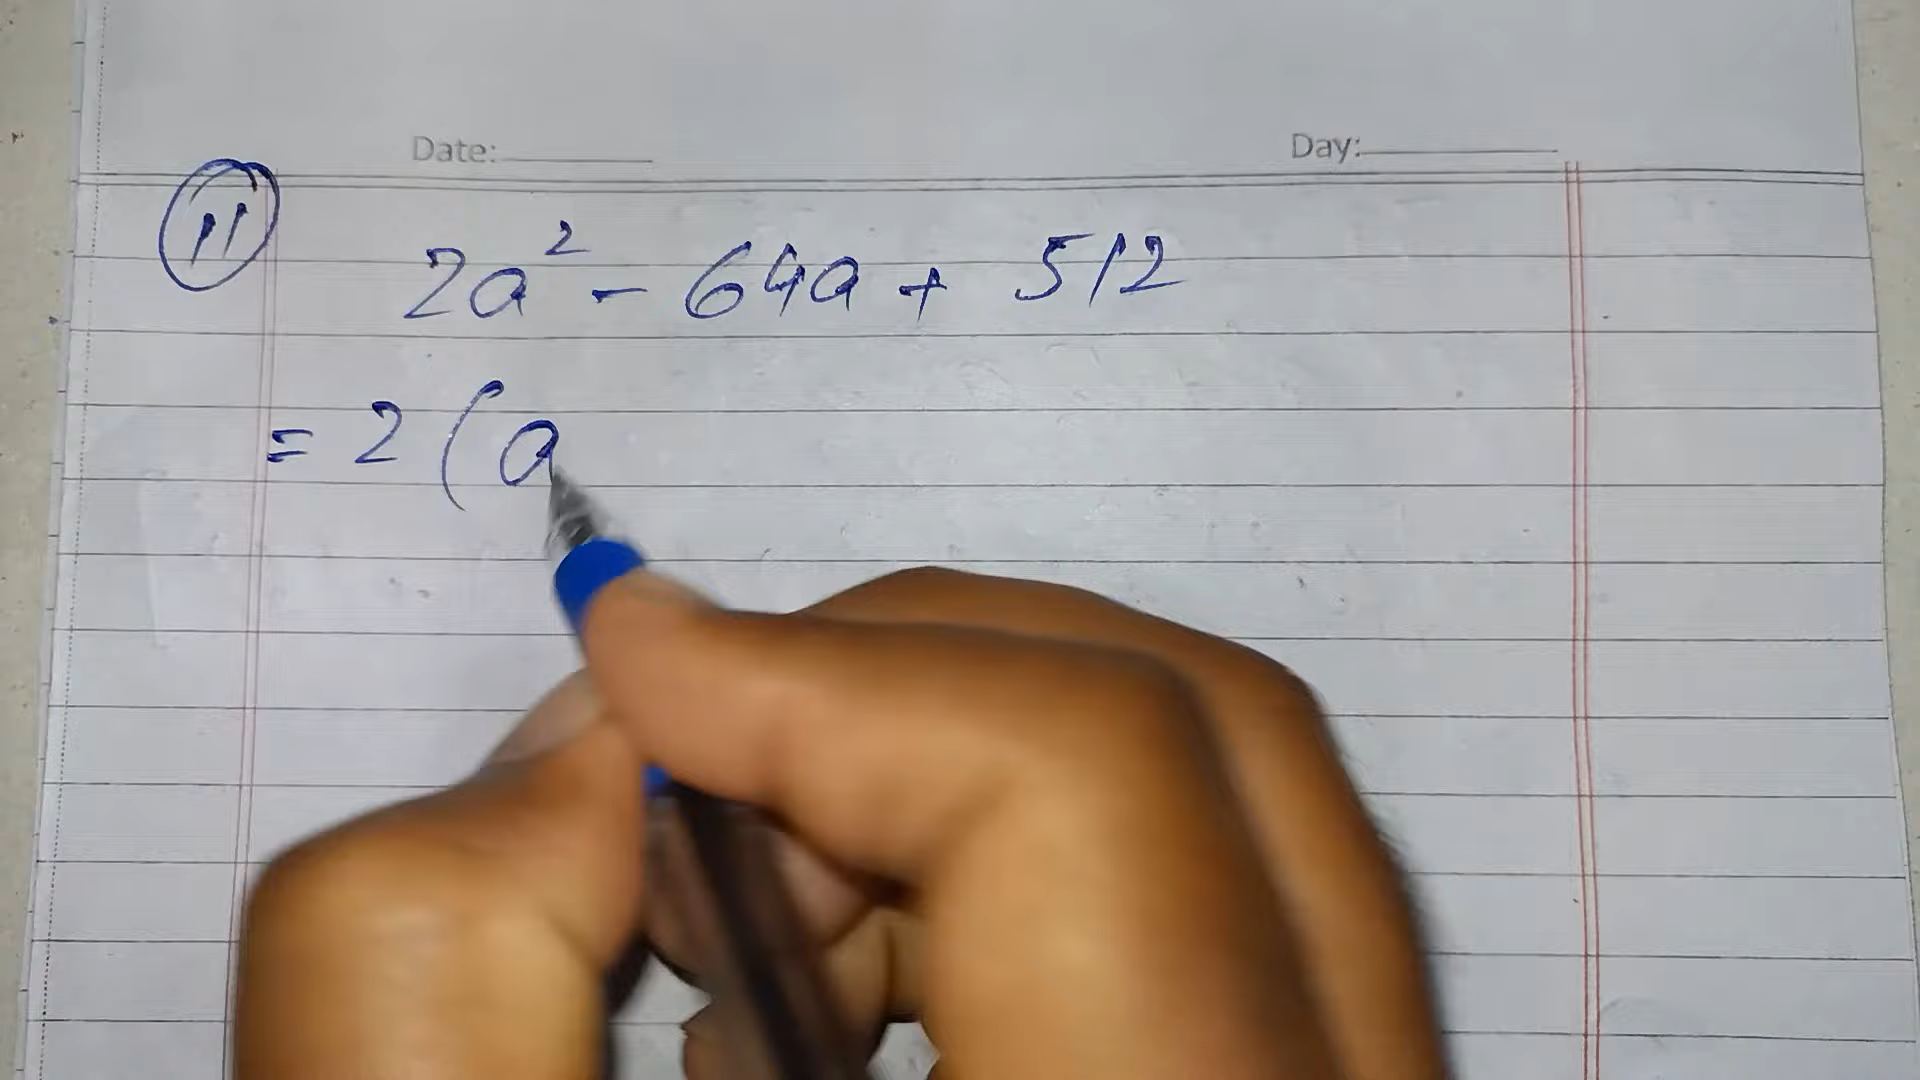 Date: Day:
11 2a² - 64a + 512
= 2 ( a